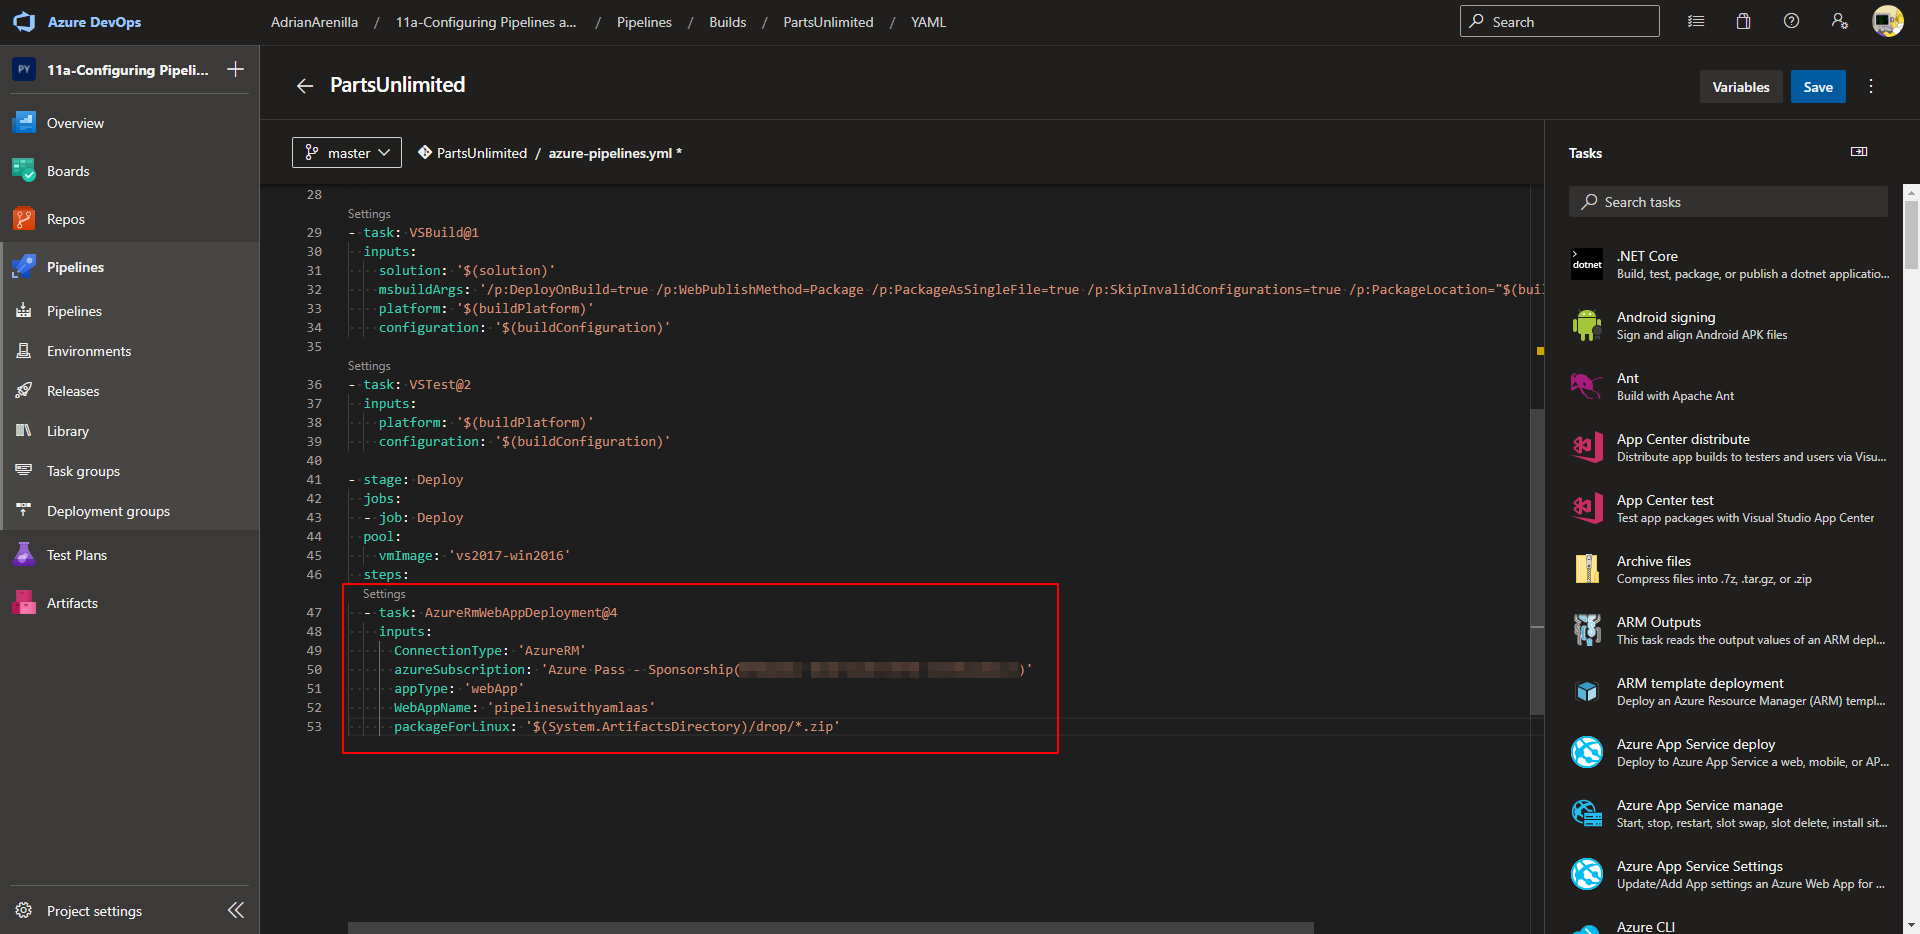 Azure DevOps
AdrianArenilla / 11a-Configuring Pipelines a... / Pipelines / Builds / PartsUnlimited / YAML
Search
PY 11a-Configuring Pipeli...
Overview
Boards
Repos
Pipelines
Pipelines
Environments
Releases
Library
Task groups
Deployment groups
Test Plans
Artifacts
Project settings
PartsUnlimited
Variables
Save
master
PartsUnlimited / azure-pipelines.yml *
28
Settings
29 - task: VSBuild@1
30 inputs:
31 solution: '$(solution)'
32 msbuildArgs: '/p:DeployOnBuild=true /p:WebPublishMethod=Package /p:PackageAsSingleFile=true /p:SkipInvalidConfigurations=true /p:PackageLocation="$(bui
33 platform: '$(buildPlatform)'
34 configuration: '$(buildConfiguration)'
35
Settings
36 - task: VSTest@2
37 inputs:
38 platform: '$(buildPlatform)'
39 configuration: '$(buildConfiguration)'
40
41 - stage: Deploy
42 jobs:
43 - job: Deploy
44 pool:
45 vmImage: 'vs2017-win2016'
46 steps:
Settings
47 - task: AzureRmWebAppDeployment@4
48 inputs:
49 ConnectionType: 'AzureRM'
50 azureSubscription: 'Azure Pass - Sponsorship( )'
51 appType: 'webApp'
52 WebAppName: 'pipelineswithyamlaas'
53 packageForLinux: '$(System.ArtifactsDirectory)/drop/*.zip'
Tasks
Search tasks
dotnet
.NET Core
Build, test, package, or publish a dotnet applicatio...
Android signing
Sign and align Android APK files
Ant
Build with Apache Ant
App Center distribute
Distribute app builds to testers and users via Visu...
App Center test
Test app packages with Visual Studio App Center
Archive files
Compress files into .7z, .tar.gz, or .zip
ARM Outputs
This task reads the output values of an ARM depl...
ARM template deployment
Deploy an Azure Resource Manager (ARM) templ...
Azure App Service deploy
Deploy to Azure App Service a web, mobile, or AP...
Azure App Service manage
Start, stop, restart, slot swap, slot delete, install sit...
Azure App Service Settings
Update/Add App settings an Azure Web App for ...
Azure CLI